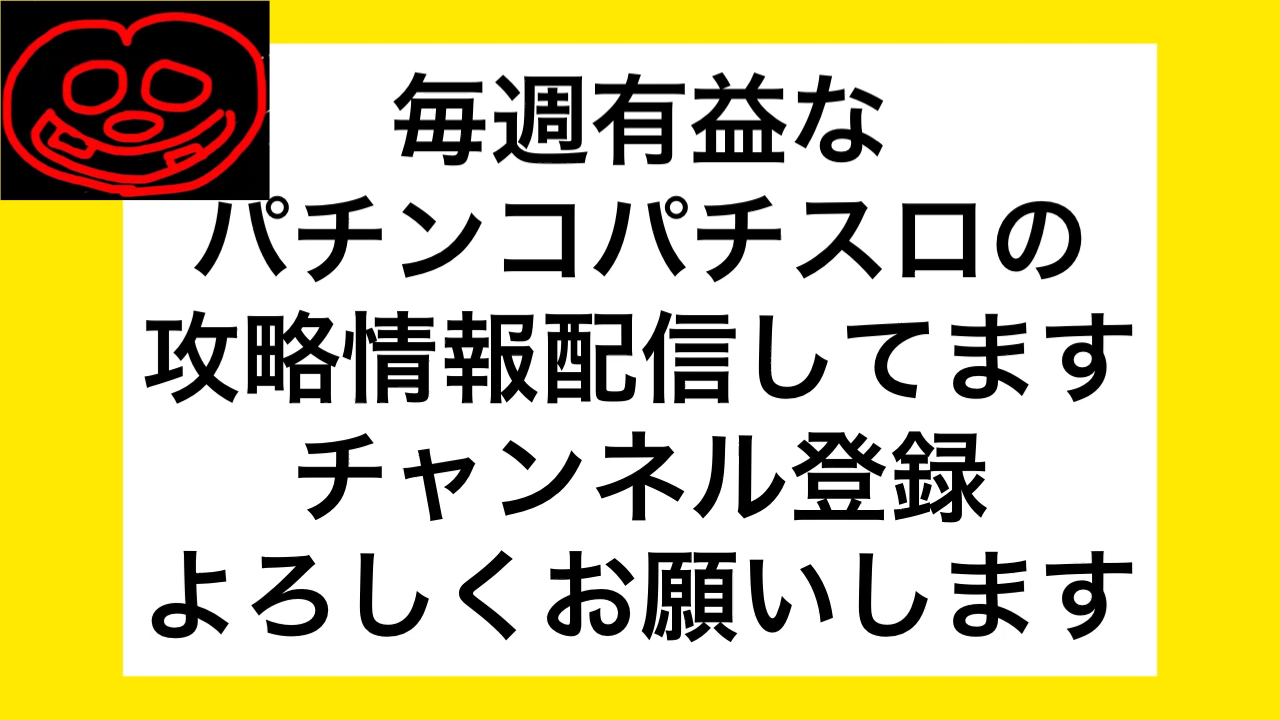 毎週有益な
パチンコパチスロの
攻略情報配信してます
チャンネル登録
よろしくお願いします